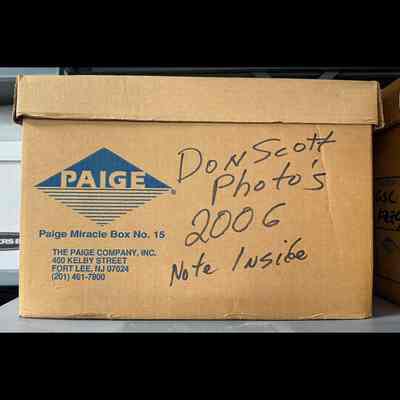 PAIGE
®
Paige Miracle Box No. 15
THE PAIGE COMPANY, INC.
400 KELBY STREET
FORT LEE, NJ 07024
(201) 461-7800
Don Scott
Photo's
2006
Note Inside